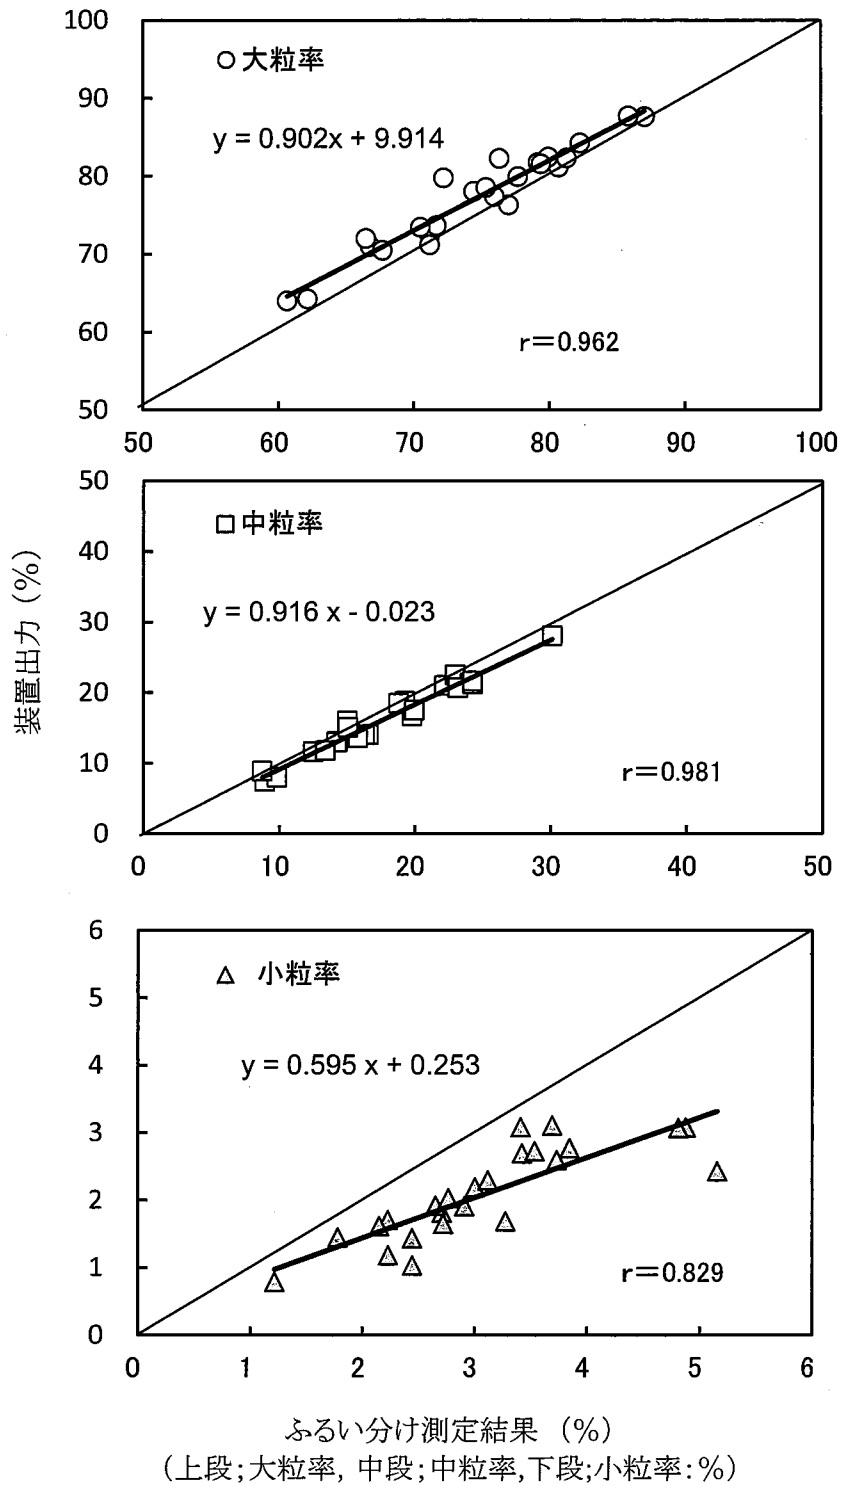 100
○大粒率
90
y = 0.902x + 9.914
80
70
60
r=0.962
50
50 60 70 80 90 100
50
□中粒率
40
y = 0.916 x - 0.023
30
20
10
r=0.981
0
0 10 20 30 40 50
装置出力（%）
6
△ 小粒率
5
y = 0.595 x + 0.253
4
3
2
1
r=0.829
0
0 1 2 3 4 5 6
ふるい分け測定結果（%）
（上段;大粒率, 中段;中粒率,下段;小粒率:%）